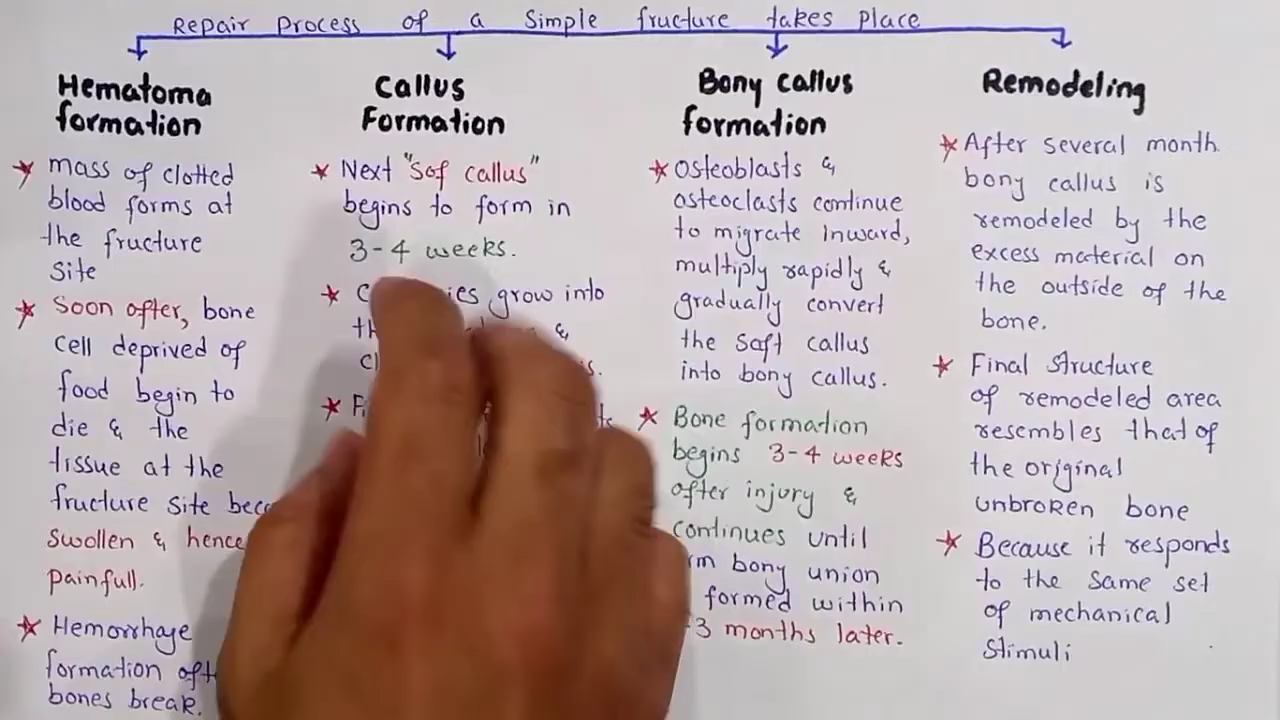 Repair Process of a Simple fructure takes place
Hematoma
formation
mass of clotted
blood forms at
the fructure
Site
Soon after, bone
cell deprived of
food begin to
die & the
tissue at the
fructure site
swollen & hence
painfull.
Hemorrhage
formation
bones break.
Callus
Formation
Next "sof callus"
begins to form in
3-4 weeks.
grow into
&
Bony callus
formation
Osteoblasts &
osteoclasts continue
to migrate inward,
multiply rapidly &
gradually convert
the soft callus
into bony callus.
Bone formation
begins 3-4 weeks
after injury &
continues until
bony union
formed within
3 months later.
Remodeling
After several month
bony callus is
remodeled by the
excess material on
the outside of the
bone.
Final structure
of remodeled area
resembles that of
the original
unbroken bone
Because it responds
to the same set
of mechanical
stimuli